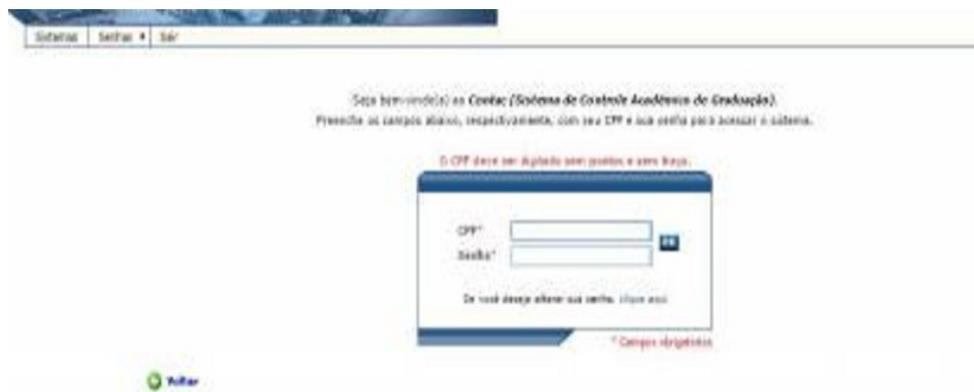 Sistemas Senhas Sair
Seja bem-vindo(a) ao Contac (Sistema de Controle Acadêmico de Graduação).
Preencha os campos abaixo, respectivamente, com seu CPF e sua senha para acessar o sistema.
O CPF deve ser digitado sem pontos e sem traço.
CPF*
OK
Senha*
Se você deseja alterar sua senha, clique aqui
* Campos obrigatórios
Voltar